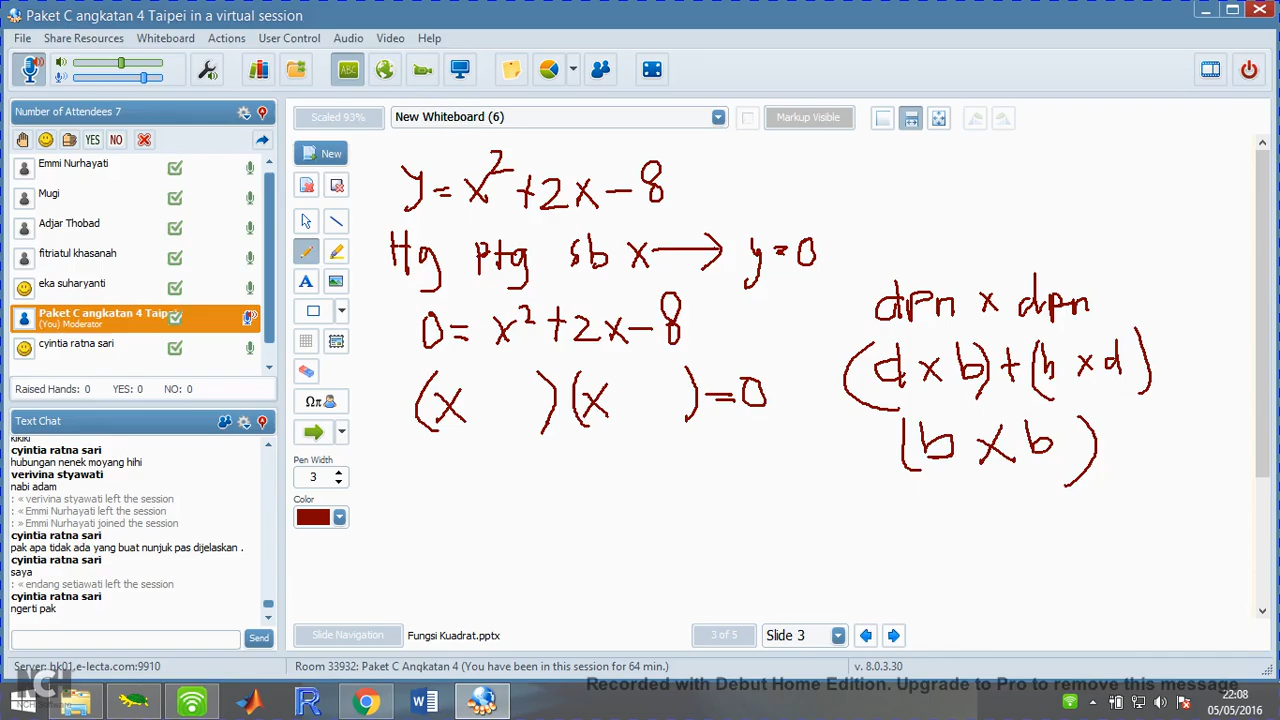 Paket C angkatan 4 Taipei in a virtual session
File Share Resources Whiteboard Actions User Control Audio Video Help
ABC
Number of Attendees 7
YES NO
Emmi Nurhayati
Mugi
Adjar Thobad
fitriatul khasanah
eka suharyanti
Paket C angkatan 4 Taip
(You) Moderator
cyintia ratna sari
Raised Hands: 0 YES: 0 NO: 0
Text Chat
kikiki
cyintia ratna sari
hubungan nenek moyang hihi
verivina styawati
nabi adam
: « verivina styawati left the session
: « Emmi Nurhayati left the session
: » Emmi Nurhayati joined the session
cyintia ratna sari
pak apa tidak ada yang buat nunjuk pas dijelaskan .
cyintia ratna sari
saya
: « endang setiawati left the session
cyintia ratna sari
ngerti pak
Send
Scaled 93% New Whiteboard (6) Markup Visible
New
A
Ωπ
Pen Width
3
Color
y = x² + 2x - 8
Hg ptg sb x → y = 0
0 = x² + 2x - 8
(x )(x ) = 0
dpn x dpn
(d x b) + (b x d)
(b x b)
Slide Navigation Fungsi Kuadrat.pptx 3 of 5 Slide 3
Server: bk01.e-lecta.com:9910 Room 33932: Paket C Angkatan 4 (You have been in this session for 64 min.) v. 8.0.3.30
Recorded with Debut Home Edition. Upgrade to Pro to remove this message
NCH
22:08
05/05/2016